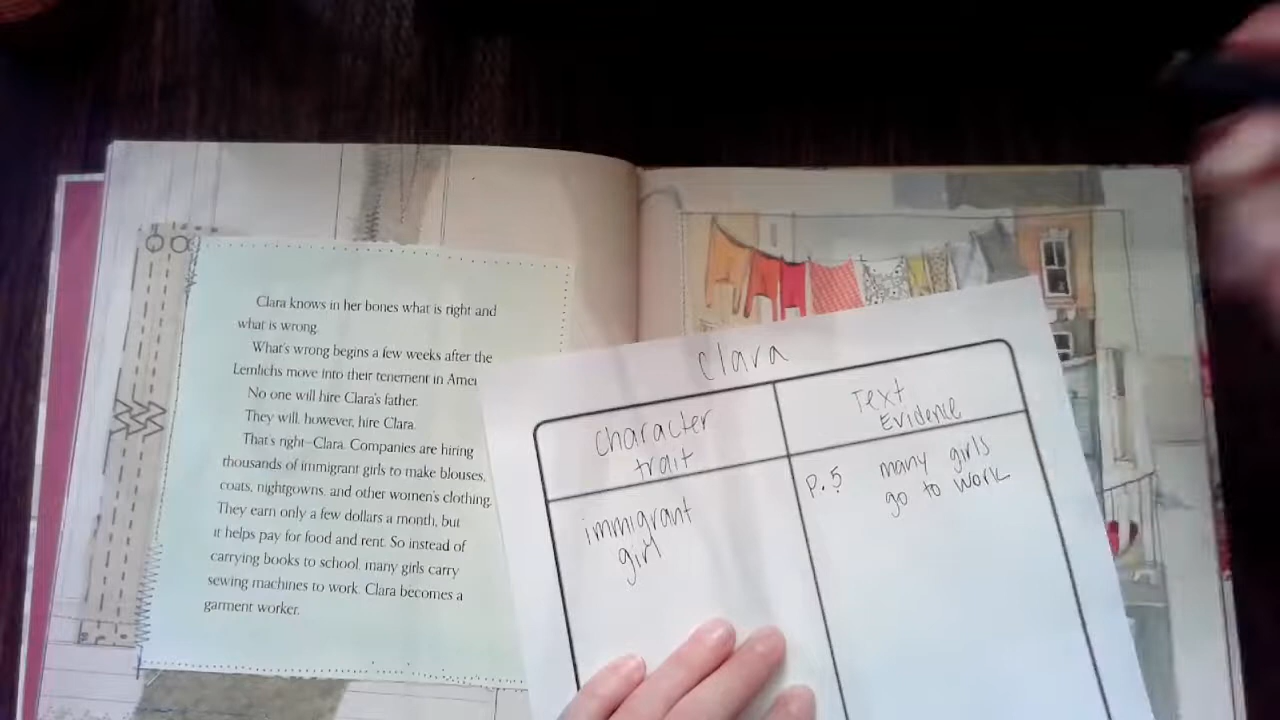 Clara knows in her bones what is right and
what is wrong.
What's wrong begins a few weeks after the
Lemlichs move into their tenement in Amer
No one will hire Clara's father.
They will, however, hire Clara.
That's right—Clara. Companies are hiring
thousands of immigrant girls to make blouses,
coats, nightgowns, and other women's clothing.
They earn only a few dollars a month, but
it helps pay for food and rent. So instead of
carrying books to school, many girls carry
sewing machines to work. Clara becomes a
garment worker.
Clara
Character
trait
Text
Evidence
immigrant
girl
p. 5 many girls
go to work